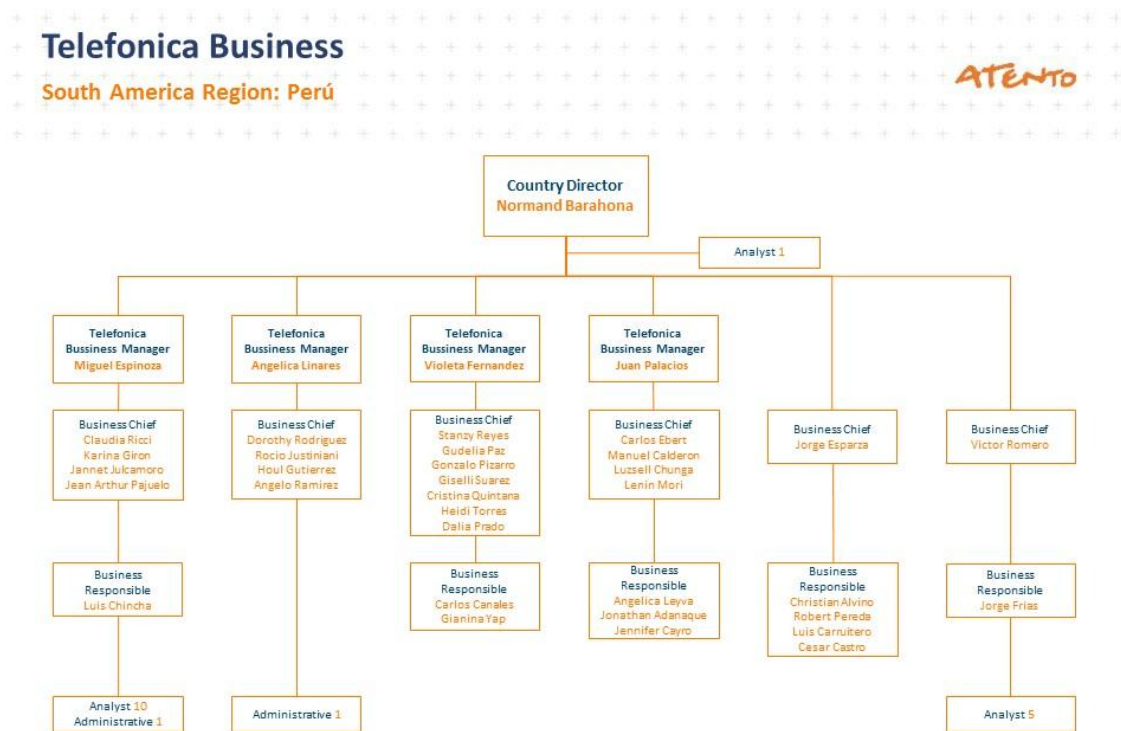 Telefonica Business
South America Region: Perú
ATENTO
Country Director
Normand Barahona
Analyst 1
Telefonica
Bussiness Manager
Miguel Espinoza
Telefonica
Bussiness Manager
Angelica Linares
Telefonica
Bussiness Manager
Violeta Fernandez
Telefonica
Bussiness Manager
Juan Palacios
Business Chief
Claudia Ricci
Karina Giron
Jannet Julcamoro
Jean Arthur Pajuelo
Business Chief
Dorothy Rodriguez
Rocio Justiniani
Houl Gutierrez
Angelo Ramirez
Business Chief
Stanzy Reyes
Gudelia Paz
Gonzalo Pizarro
Giselli Suarez
Cristina Quintana
Heidi Torres
Dalia Prado
Business Chief
Carlos Ebert
Manuel Calderon
Luzsell Chunga
Lenin Mori
Business Chief
Jorge Esparza
Business Chief
Victor Romero
Business
Responsible
Luis Chincha
Business
Responsible
Carlos Canales
Gianina Yap
Business
Responsible
Angelica Leyva
Jonathan Adanaque
Jennifer Cayro
Business
Responsible
Christian Alvino
Robert Pereda
Luis Carruitero
Cesar Castro
Business
Responsible
Jorge Frias
Analyst 10
Administrative 1
Administrative 1
Analyst 5